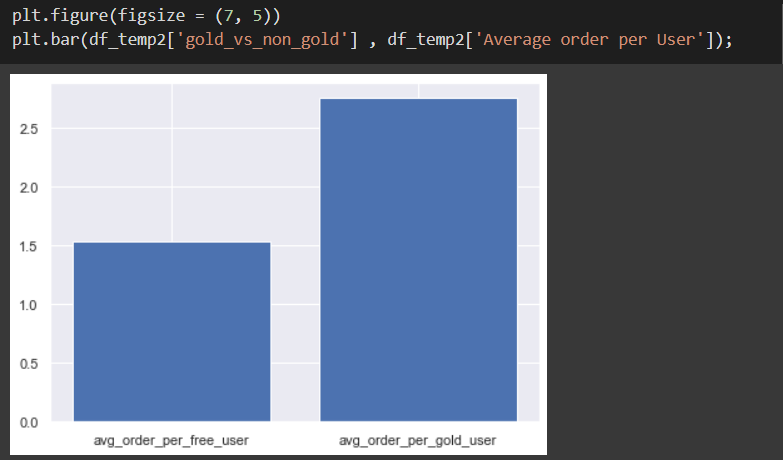 plt.figure(figsize = (7, 5))
plt.bar(df_temp2['gold_vs_non_gold'] , df_temp2['Average order per User']);
2.5
2.0
1.5
1.0
0.5
0.0
avg_order_per_free_user avg_order_per_gold_user